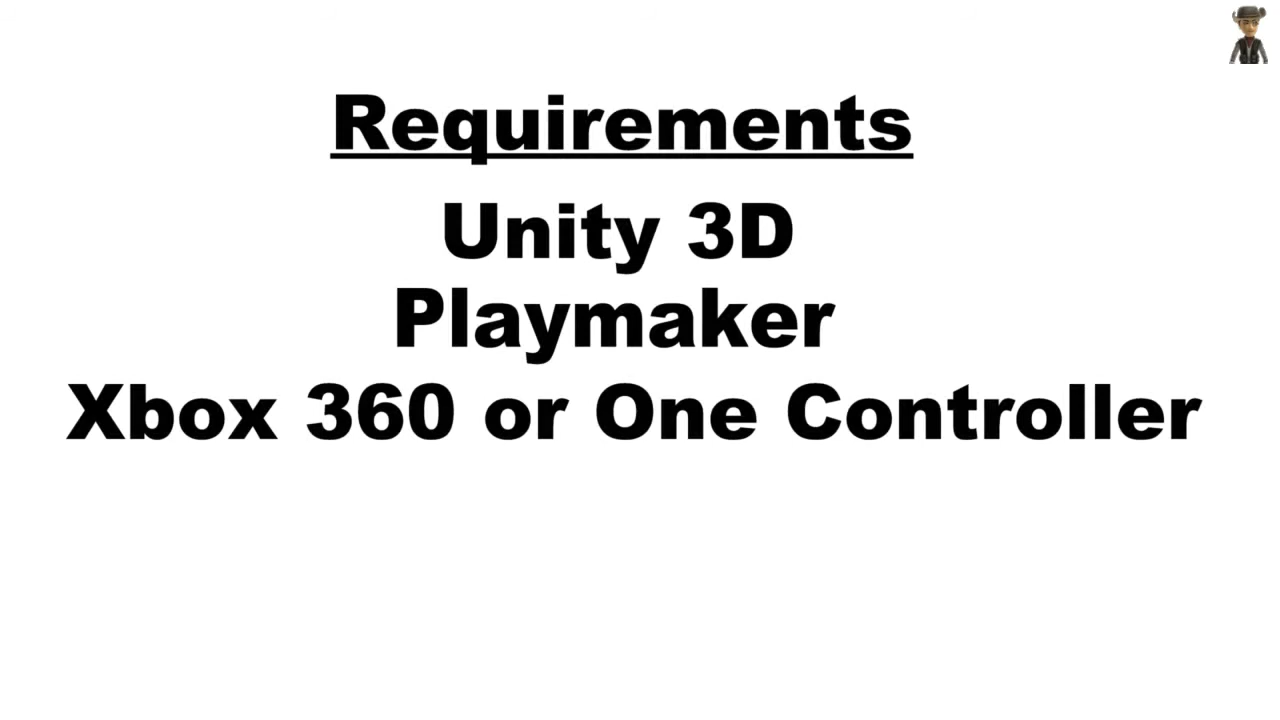 Requirements
Unity 3D
Playmaker
Xbox 360 or One Controller